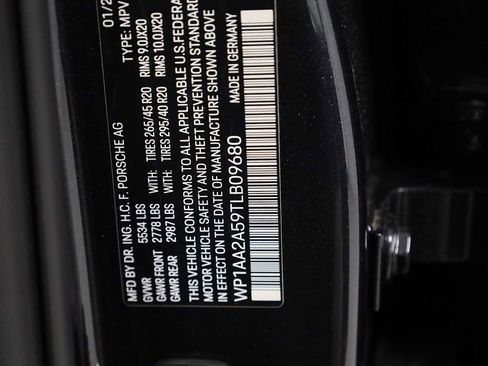 MFD BY DR. ING. H.C. F. PORSCHE AG 01/2
GVWR 5534 LBS TYPE: MPV
GAWR FRONT 2778 LBS WITH: TIRES 265/45 R20 RIMS 9.0JX20
GAWR REAR 2987 LBS WITH: TIRES 295/40 R20 RIMS 10.0JX20
THIS VEHICLE CONFORMS TO ALL APPLICABLE U.S. FEDERA
MOTOR VEHICLE SAFETY AND THEFT PREVENTION STANDARD
IN EFFECT ON THE DATE OF MANUFACTURE SHOWN ABOVE
WP1AA2A59TLB09680 MADE IN GERMANY